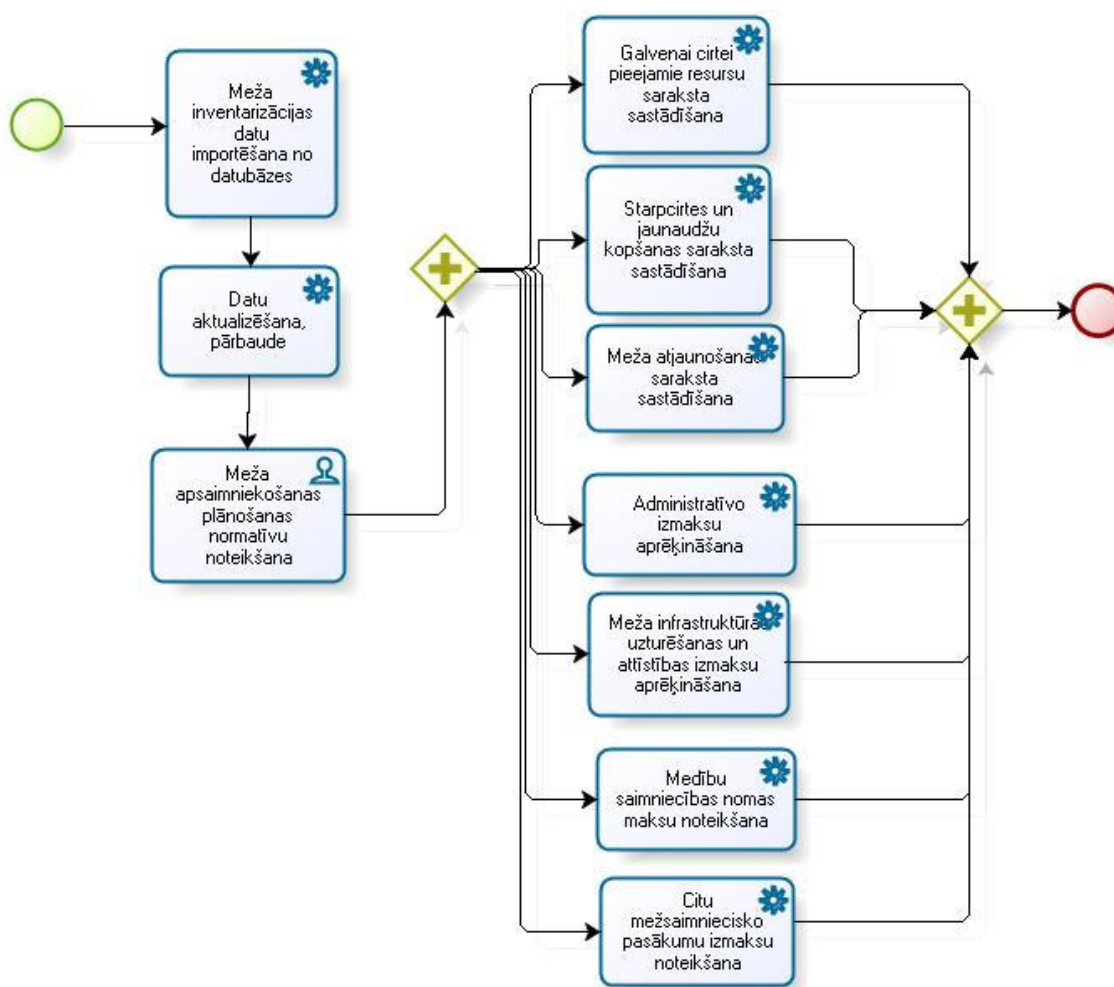 Meža
inventarizācijas
datu
importēšana no
datubāzes
Datu
aktualizēšana,
pārbaude
Meža
apsaimniekošanas
plānošanas
normatīvu
noteikšana
Galvenai cirtei
pieejamie resursu
saraksta
sastādīšana
Starpcirtes un
jaunaudžu
kopšanas saraksta
sastādīšana
Meža atjaunošanas
saraksta
sastādīšana
Administratīvo
izmaksu
aprēķināšana
Meža infrastruktūras
uzturēšanas un
attīstības izmaksu
aprēķināšana
Medību
saimniecības nomas
maksu noteikšana
Citu
mežsaimniecisko
pasākumu izmaksu
noteikšana